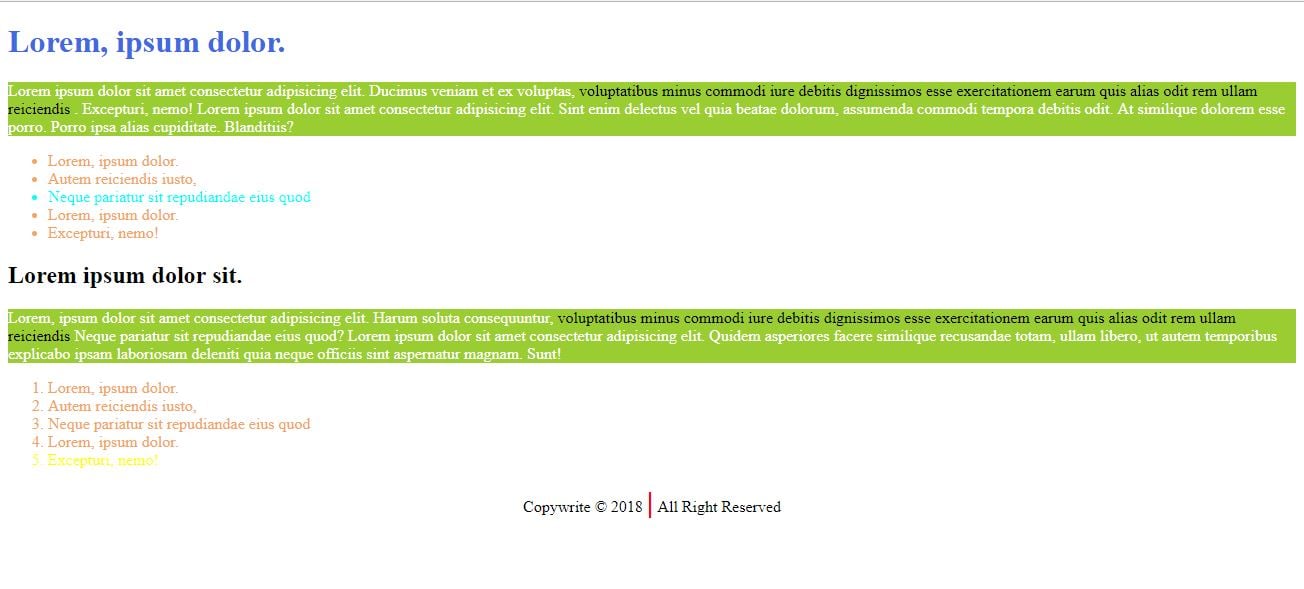 Lorem, ipsum dolor.
Lorem ipsum dolor sit amet consectetur adipisicing elit. Ducimus veniam et ex voluptas, voluptatibus minus commodi iure debitis dignissimos esse exercitationem earum quis alias odit rem ullam
reiciendis . Excepturi, nemo! Lorem ipsum dolor sit amet consectetur adipisicing elit. Sint enim delectus vel quia beatae dolorum, assumenda commodi tempora debitis odit. At similique dolorem esse
porro. Porro ipsa alias cupiditate. Blanditiis?
• Lorem, ipsum dolor.
• Autem reiciendis iusto,
• Neque pariatur sit repudiandae eius quod
• Lorem, ipsum dolor.
• Excepturi, nemo!
Lorem ipsum dolor sit.
Lorem, ipsum dolor sit amet consectetur adipisicing elit. Harum soluta consequuntur, voluptatibus minus commodi iure debitis dignissimos esse exercitationem earum quis alias odit rem ullam
reiciendis Neque pariatur sit repudiandae eius quod? Lorem ipsum dolor sit amet consectetur adipisicing elit. Quidem asperiores facere similique recusandae totam, ullam libero, ut autem temporibus
explicabo ipsam laboriosam deleniti quia neque officiis sint aspernatur magnam. Sunt!
1. Lorem, ipsum dolor.
2. Autem reiciendis iusto,
3. Neque pariatur sit repudiandae eius quod
4. Lorem, ipsum dolor.
5. Excepturi, nemo!
Copywrite © 2018 | All Right Reserved